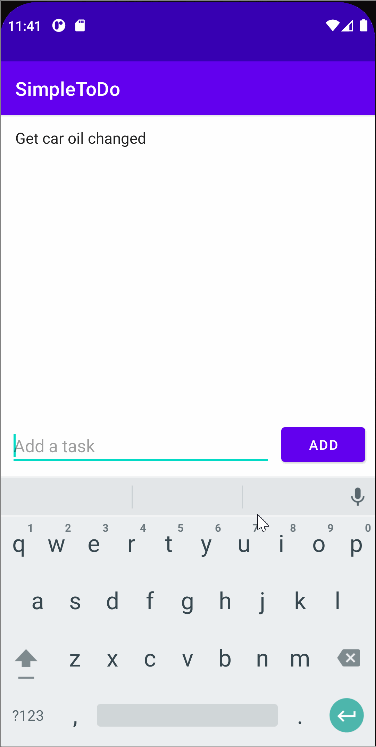 11:41
SimpleToDo
Get car oil changed
Add a task
ADD
1 2 3 4 5 6 7 8 9 0
q w e r t y u i o p
a s d f g h j k l
z x c v b n m
?123 , .